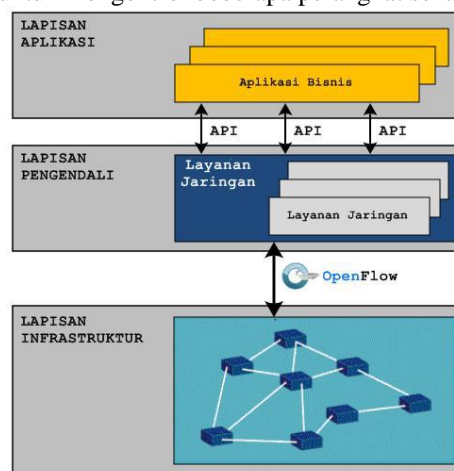 LAPISAN
APLIKASI
Aplikasi Bisnis
API API API
LAPISAN
PENGENDALI
Layanan
Jaringan
Layanan Jaringan
OpenFlow
LAPISAN
INFRASTRUKTUR